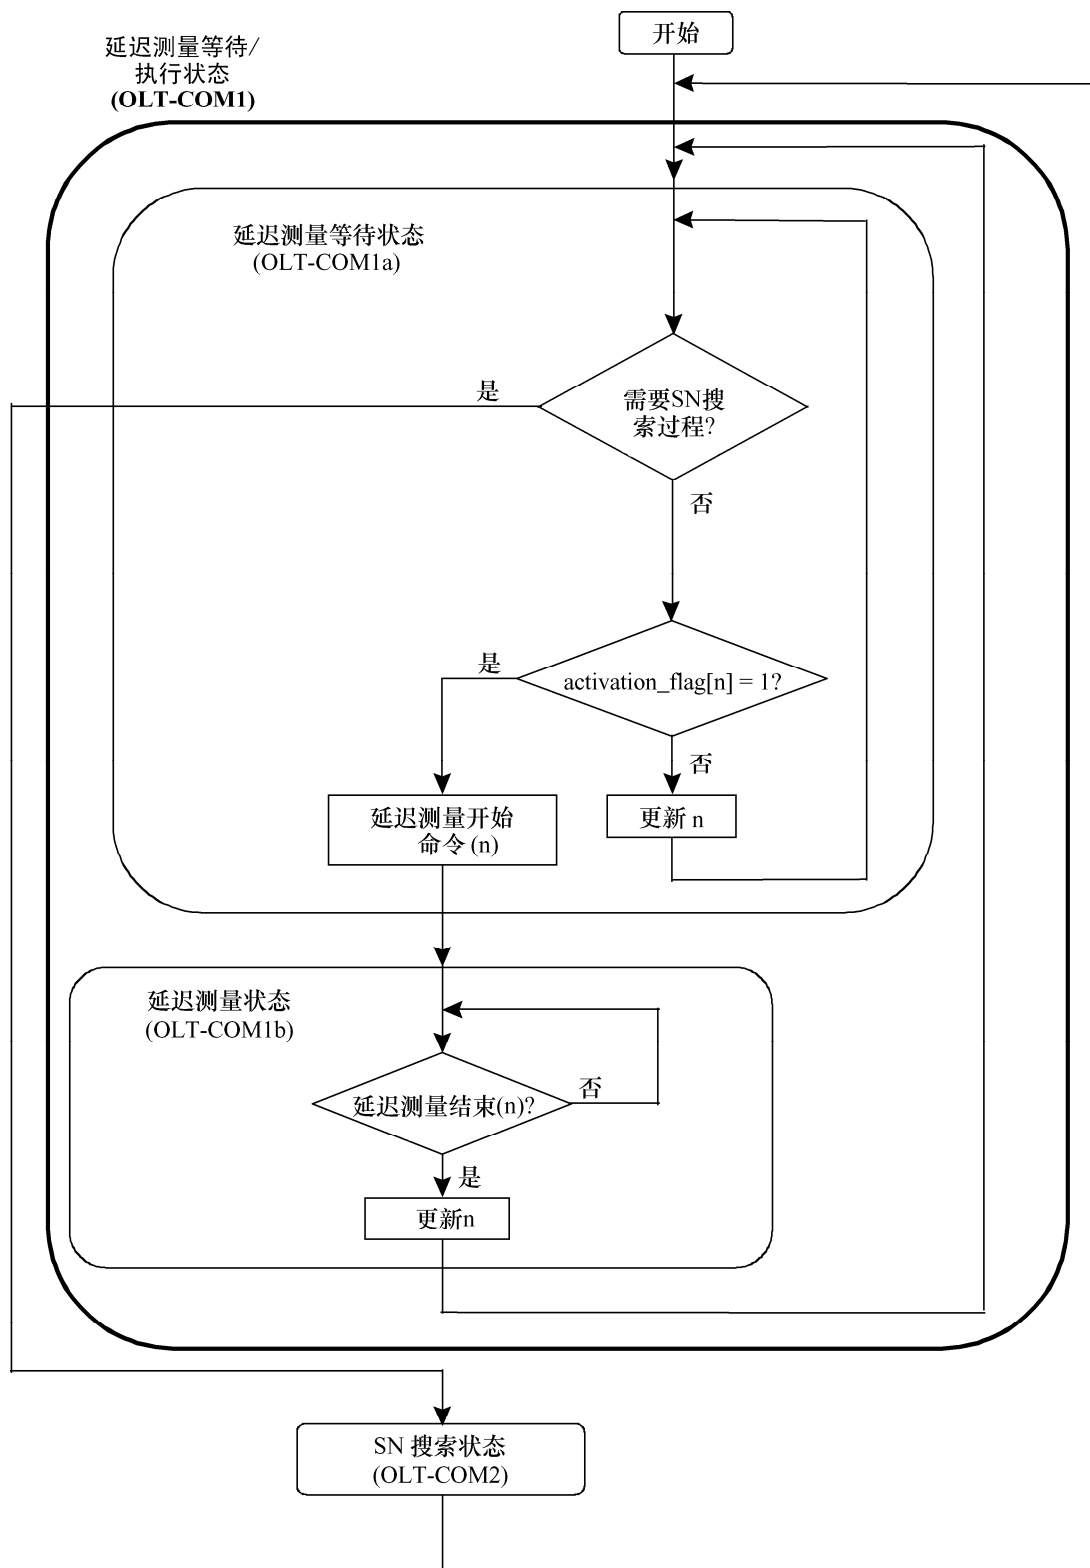 开始
延迟测量等待/
执行状态
(OLT-COM1)
延迟测量等待状态
(OLT-COM1a)
是
需要SN搜
索过程?
否
是
activation_flag[n] = 1?
否
延迟测量开始
命令 (n)
更新 n
延迟测量状态
(OLT-COM1b)
否
延迟测量结束(n)?
是
更新n
SN 搜索状态
(OLT-COM2)